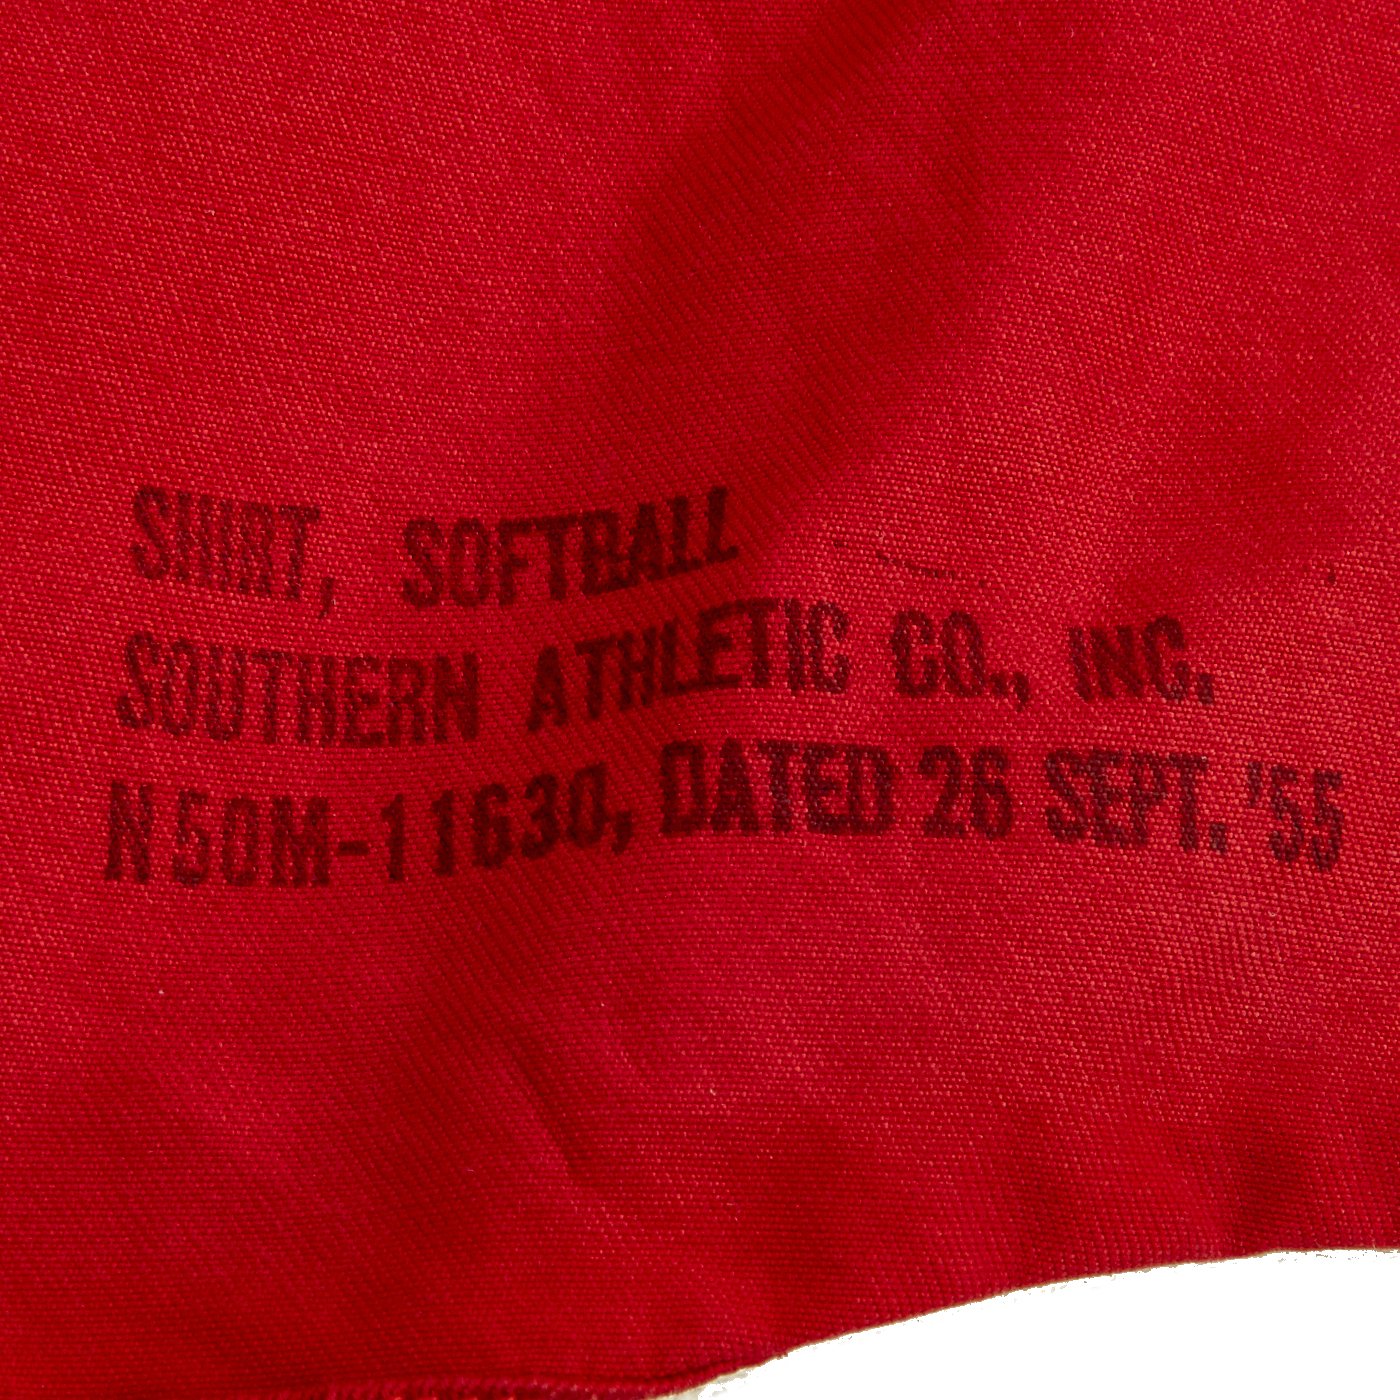 SHIRT, SOFTBALL
SOUTHERN ATHLETIC CO., INC.
N50M-11630, DATED 26 SEPT. '55